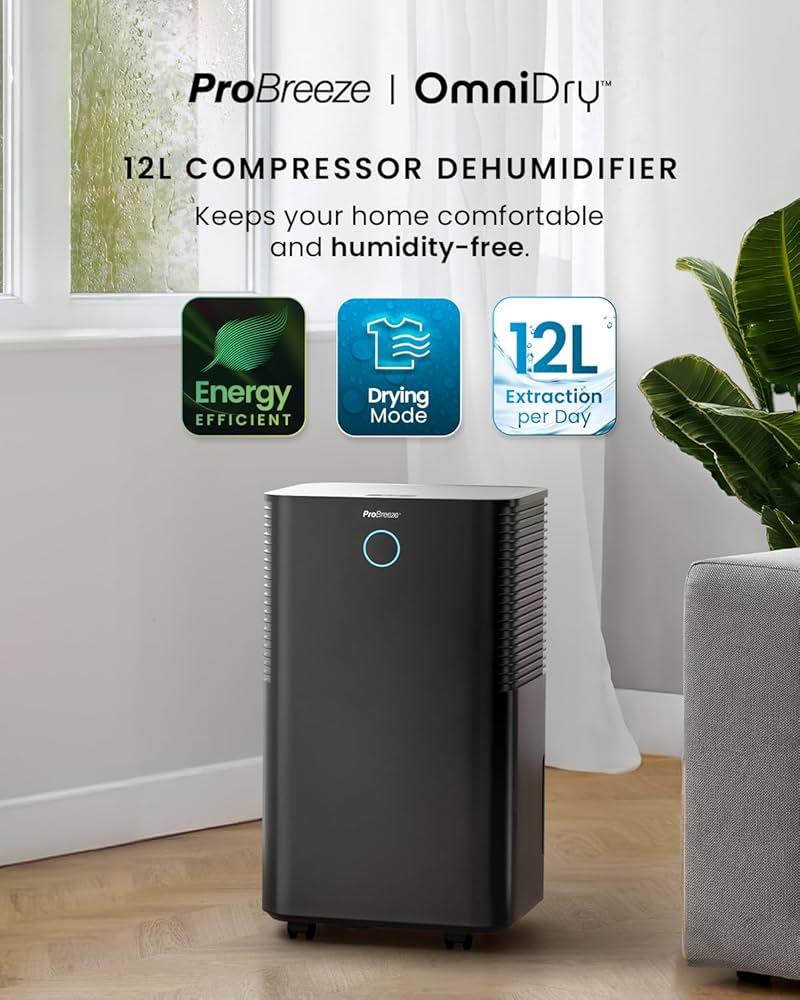 ProBreeze | OmniDry™
12L COMPRESSOR DEHUMIDIFIER
Keeps your home comfortable
and humidity-free.
Energy
EFFICIENT
Drying
Mode
12L
Extraction
per Day
ProBreeze™